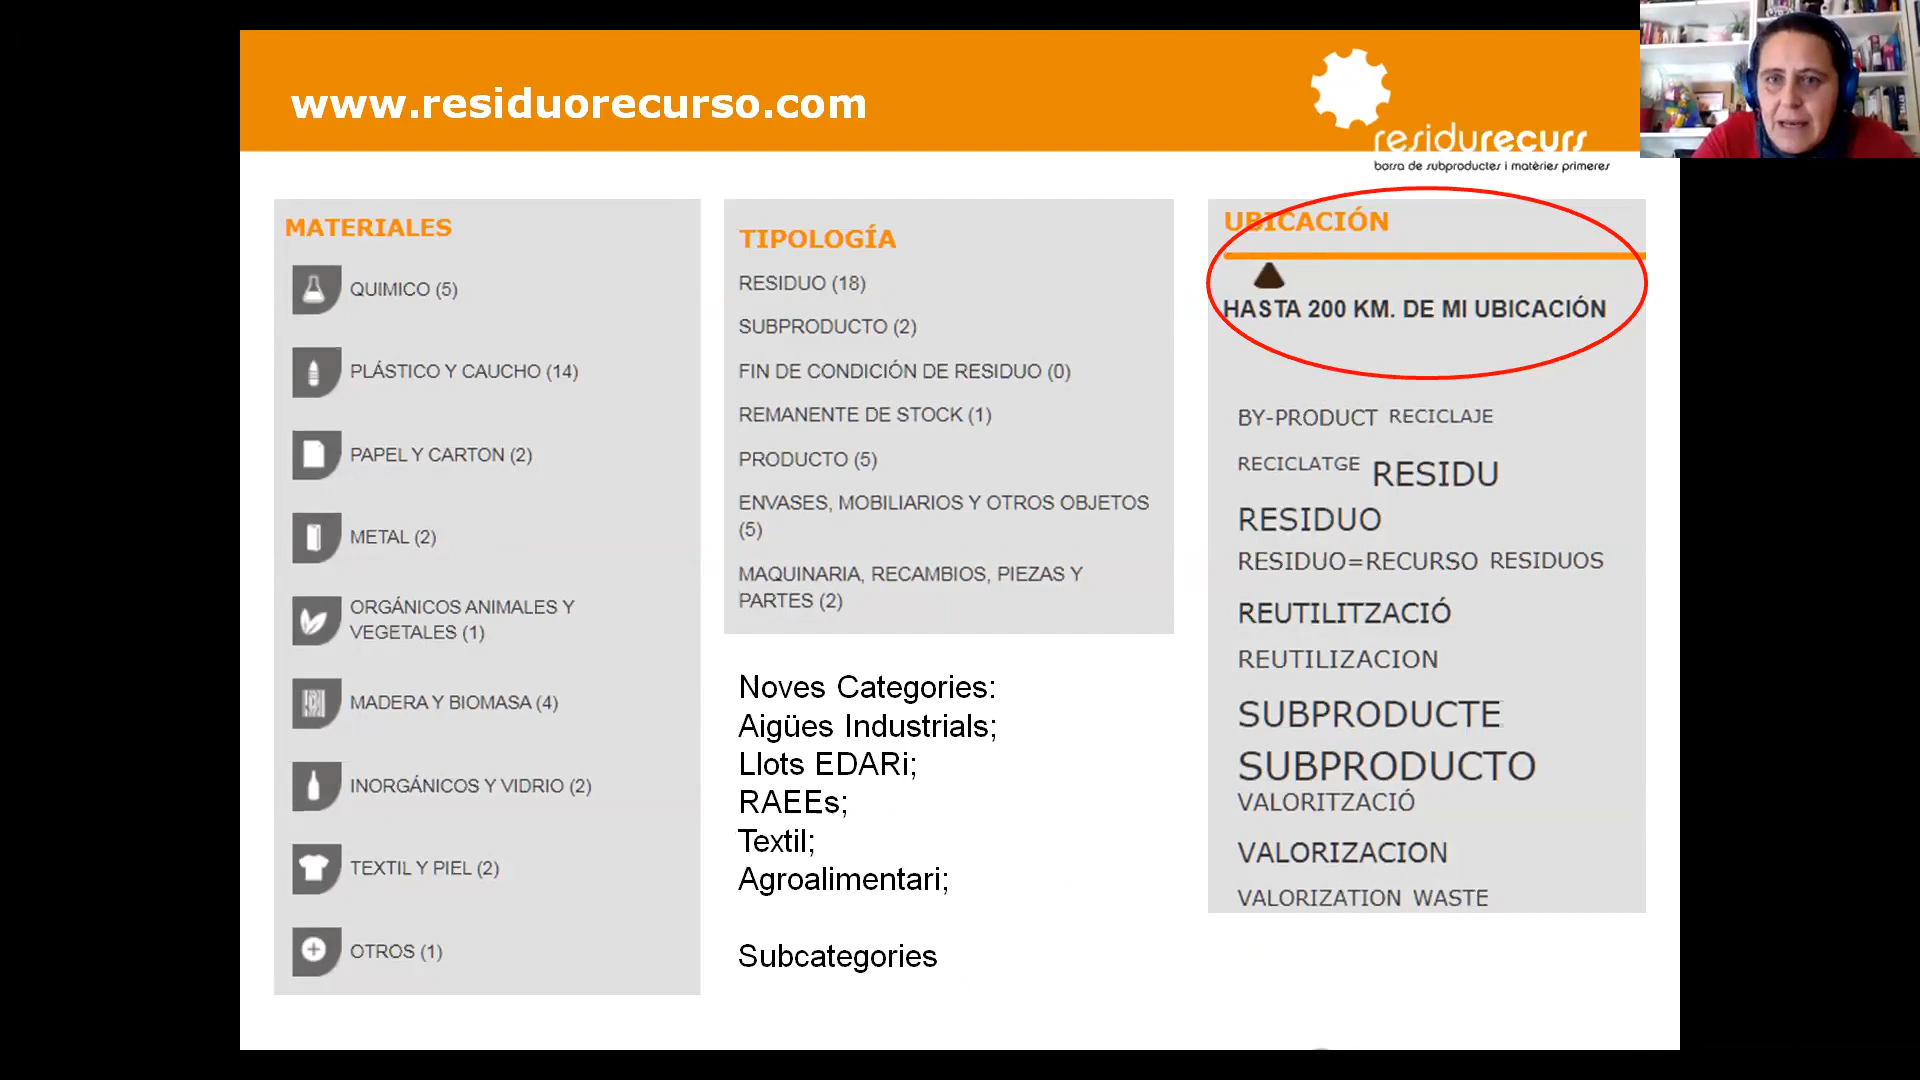 www.residuorecurso.com
residurecurs
borsa de subproductes i matèries primeres
MATERIALES
QUIMICO (5)
PLÁSTICO Y CAUCHO (14)
PAPEL Y CARTON (2)
METAL (2)
ORGÁNICOS ANIMALES Y
VEGETALES (1)
MADERA Y BIOMASA (4)
INORGÁNICOS Y VIDRIO (2)
TEXTIL Y PIEL (2)
OTROS (1)
TIPOLOGÍA
RESIDUO (18)
SUBPRODUCTO (2)
FIN DE CONDICIÓN DE RESIDUO (0)
REMANENTE DE STOCK (1)
PRODUCTO (5)
ENVASES, MOBILIARIOS Y OTROS OBJETOS
(5)
MAQUINARIA, RECAMBIOS, PIEZAS Y
PARTES (2)
Noves Categories:
Aigües Industrials;
Llots EDARi;
RAEEs;
Textil;
Agroalimentari;
Subcategories
UBICACIÓN
HASTA 200 KM. DE MI UBICACIÓN
BY-PRODUCT RECICLAJE
RECICLATGE RESIDU
RESIDUO
RESIDUO=RECURSO RESIDUOS
REUTILITZACIÓ
REUTILIZACION
SUBPRODUCTE
SUBPRODUCTO
VALORITZACIÓ
VALORIZACION
VALORIZATION WASTE